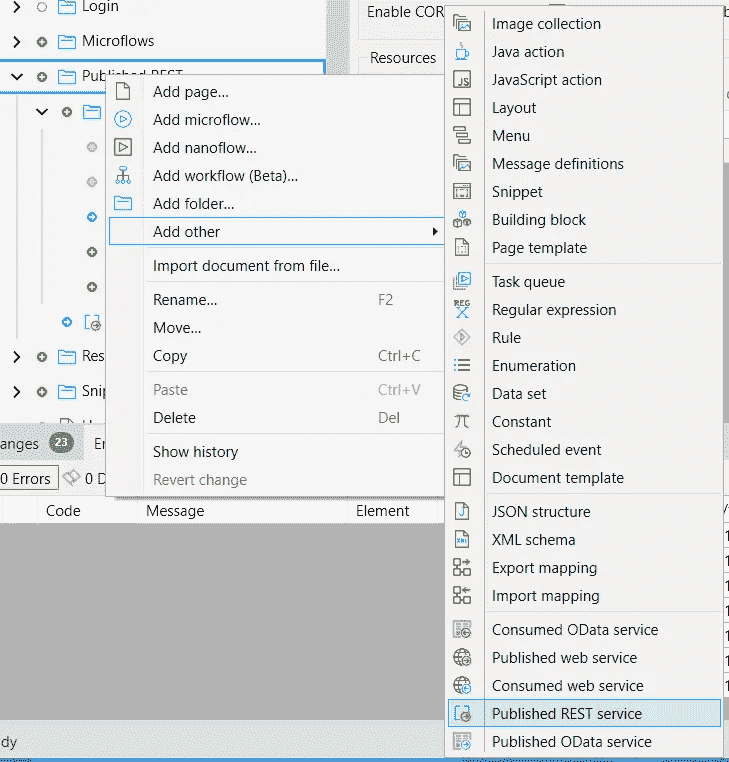 Login
Microflows
Published REST
Res
Snip
anges 23 Er
0 Errors 0 D
Code Message Element
dy
Add page...
Add microflow...
Add nanoflow...
Add workflow (Beta)...
Add folder...
Add other
Import document from file...
Rename... F2
Move...
Copy Ctrl+C
Paste Ctrl+V
Delete Del
Show history
Revert change
Enable COR
Resources
Image collection
Java action
JavaScript action
Layout
Menu
Message definitions
Snippet
Building block
Page template
Task queue
Regular expression
Rule
Enumeration
Data set
Constant
Scheduled event
Document template
JSON structure
XML schema
Export mapping
Import mapping
Consumed OData service
Published web service
Consumed web service
Published REST service
Published OData service